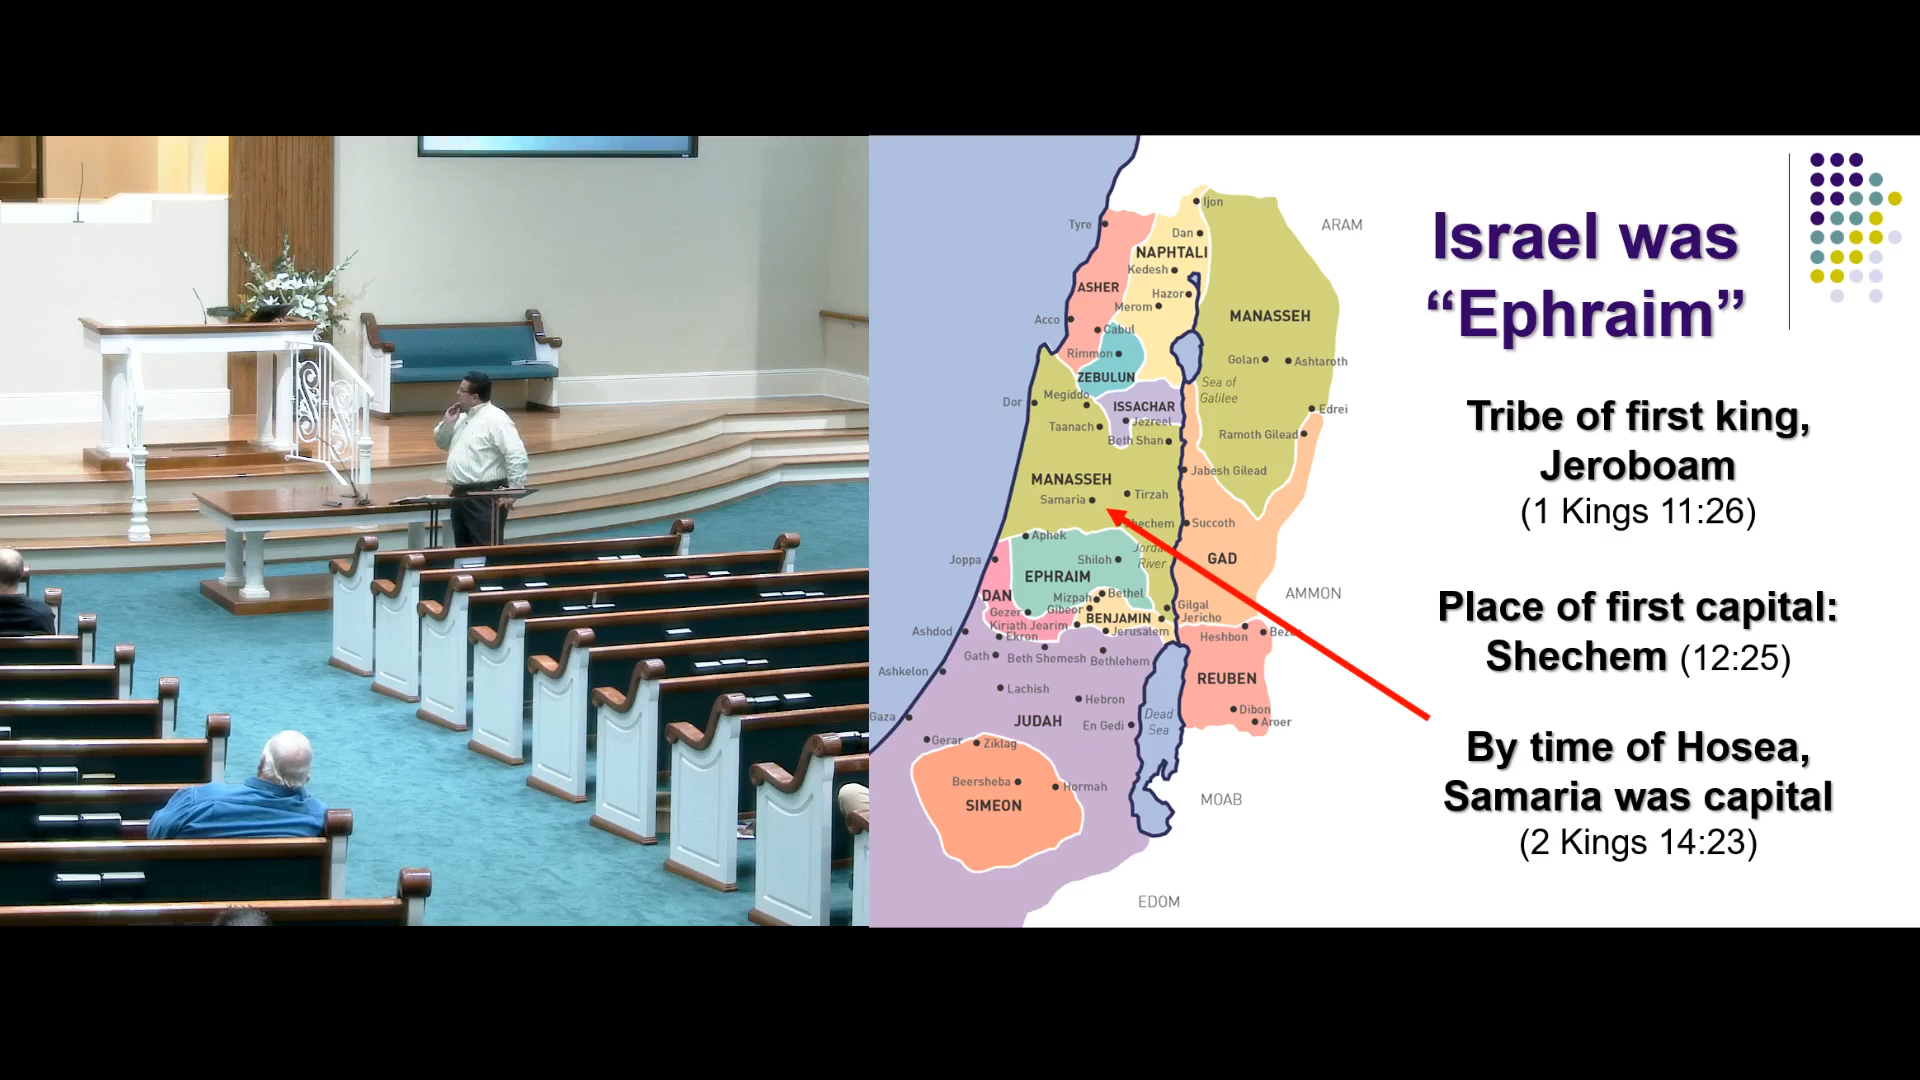 Israel was
“Ephraim”
Tribe of first king,
Jeroboam
(1 Kings 11:26)
Place of first capital:
Shechem (12:25)
By time of Hosea,
Samaria was capital
(2 Kings 14:23)
Ijon
ARAM
Tyre
Dan
NAPHTALI
Kedesh
ASHER
Hazor
Merom
MANASSEH
Acco
Cabul
Rimmon
Golan
Ashtaroth
ZEBULUN
Sea of
Galilee
Megiddo
Dor
ISSACHAR
Edrei
Jezreel
Taanach
Beth Shan
Ramoth Gilead
Jabesh Gilead
MANASSEH
Samaria
Tirzah
Shechem
Succoth
Aphek
Jordan
River
Joppa
Shiloh
GAD
EPHRAIM
AMMON
DAN
Mizpah
Bethel
Gezer
Gibeon
Gilgal
BENJAMIN
Jericho
Kiriath Jearim
Ashdod
Ekron
Jerusalem
Heshbon
Gath
Beth Shemesh
Bethlehem
Ashkelon
REUBEN
Lachish
Hebron
Dibon
Gaza
JUDAH
En Gedi
Dead
Sea
Aroer
Gerar
Ziklag
Beersheba
Hormah
SIMEON
MOAB
EDOM